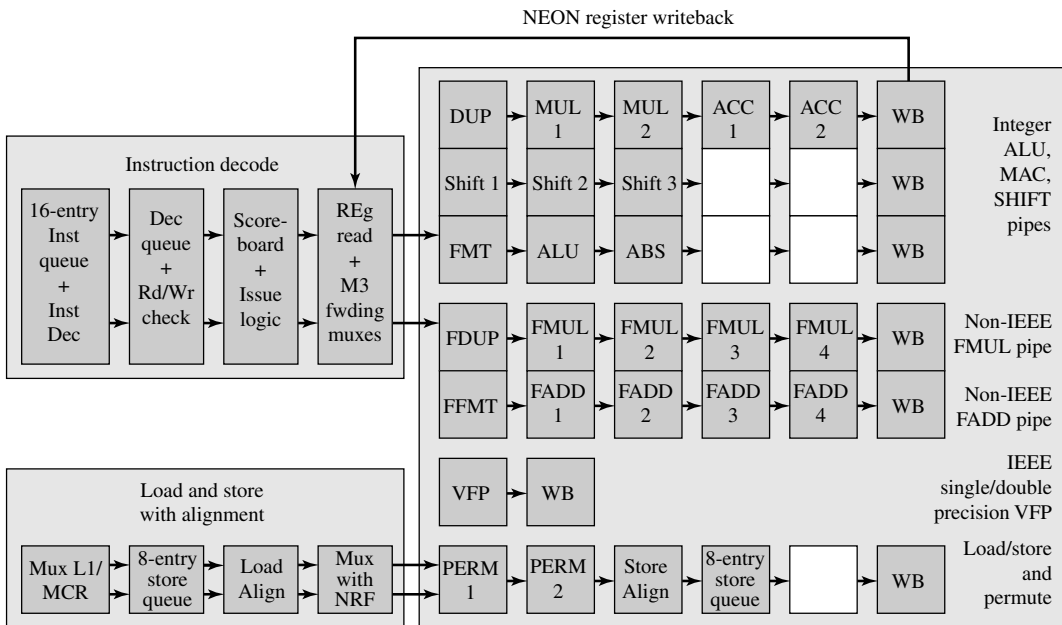 NEON register writeback
Instruction decode
16-entry
Inst
queue
+
Inst
Dec
Dec
queue
+
Rd/Wr
check
Score-
board
+
Issue
logic
REg
read
+
M3
fwding
muxes
DUP
MUL
1
MUL
2
ACC
1
ACC
2
WB
Shift 1
Shift 2
Shift 3
WB
FMT
ALU
ABS
WB
Integer
ALU,
MAC,
SHIFT
pipes
FDUP
FMUL
1
FMUL
2
FMUL
3
FMUL
4
WB
Non-IEEE
FMUL pipe
FFMT
FADD
1
FADD
2
FADD
3
FADD
4
WB
Non-IEEE
FADD pipe
VFP
WB
IEEE
single/double
precision VFP
Load and store
with alignment
Mux L1/
MCR
8-entry
store
queue
Load
Align
Mux
with
NRF
PERM
1
PERM
2
Store
Align
8-entry
store
queue
WB
Load/store
and
permute